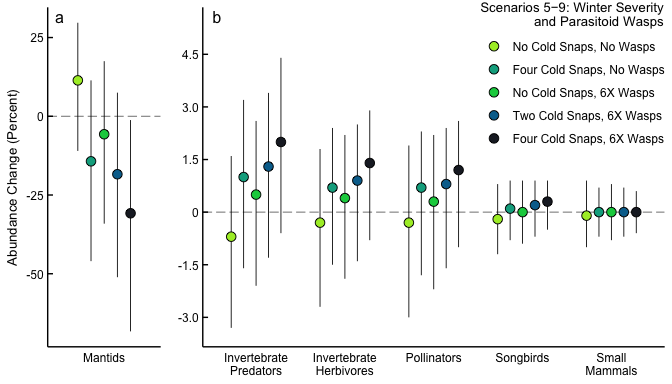 a
b
Scenarios 5−9: Winter Severity
and Parasitoid Wasps
No Cold Snaps, No Wasps
Four Cold Snaps, No Wasps
No Cold Snaps, 6X Wasps
Two Cold Snaps, 6X Wasps
Four Cold Snaps, 6X Wasps
Abundance Change (Percent)
25
0
-25
-50
4.5
3.0
1.5
0
-1.5
-3.0
Mantids
Invertebrate
Predators
Invertebrate
Herbivores
Pollinators
Songbirds
Small
Mammals